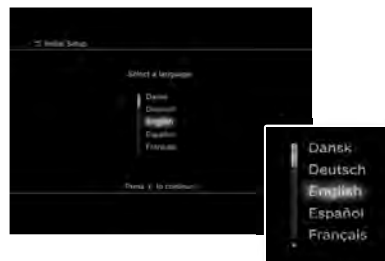 Initial Setup
Select a language.
Dansk
Deutsch
English
Español
Français
Press to continue.
Dansk
Deutsch
English
Español
Français